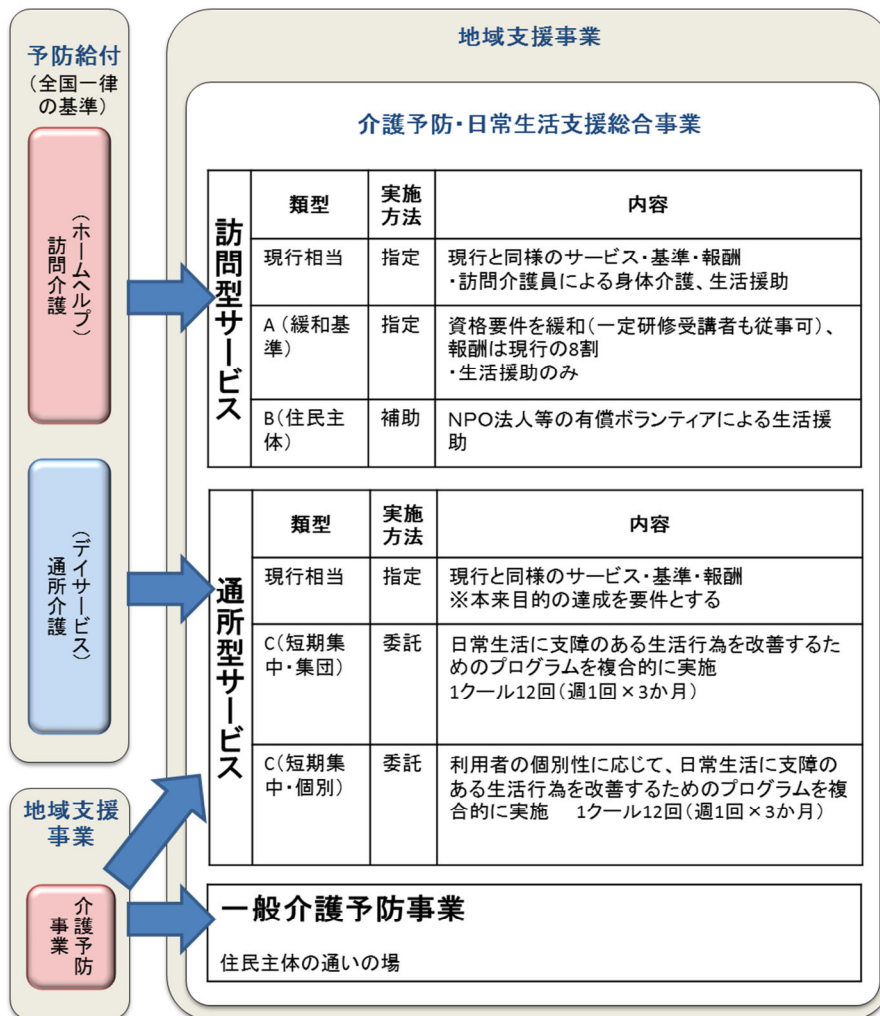 予防給付
(全国一律
の基準)
訪問介護
(ホームヘルプ)
通所介護
(デイサービス)
地域支援
事業
介護予防
事業
地域支援事業
介護予防・日常生活支援総合事業
訪問型サービス
類型
実施
方法
内容
現行相当
指定
現行と同様のサービス・基準・報酬
・訪問介護員による身体介護、生活援助
A（緩和基
準）
指定
資格要件を緩和（一定研修受講者も従事可）、
報酬は現行の8割
・生活援助のみ
B（住民主
体）
補助
NPO法人等の有償ボランティアによる生活援
助
通所型サービス
類型
実施
方法
内容
現行相当
指定
現行と同様のサービス・基準・報酬
※本来目的の達成を要件とする
C（短期集
中・集団）
委託
日常生活に支障のある生活行為を改善するた
めのプログラムを複合的に実施
1クール12回（週1回×3か月）
C（短期集
中・個別）
委託
利用者の個別性に応じて、日常生活に支障の
ある生活行為を改善するためのプログラムを複
合的に実施　1クール12回（週1回×3か月）
一般介護予防事業
住民主体の通いの場